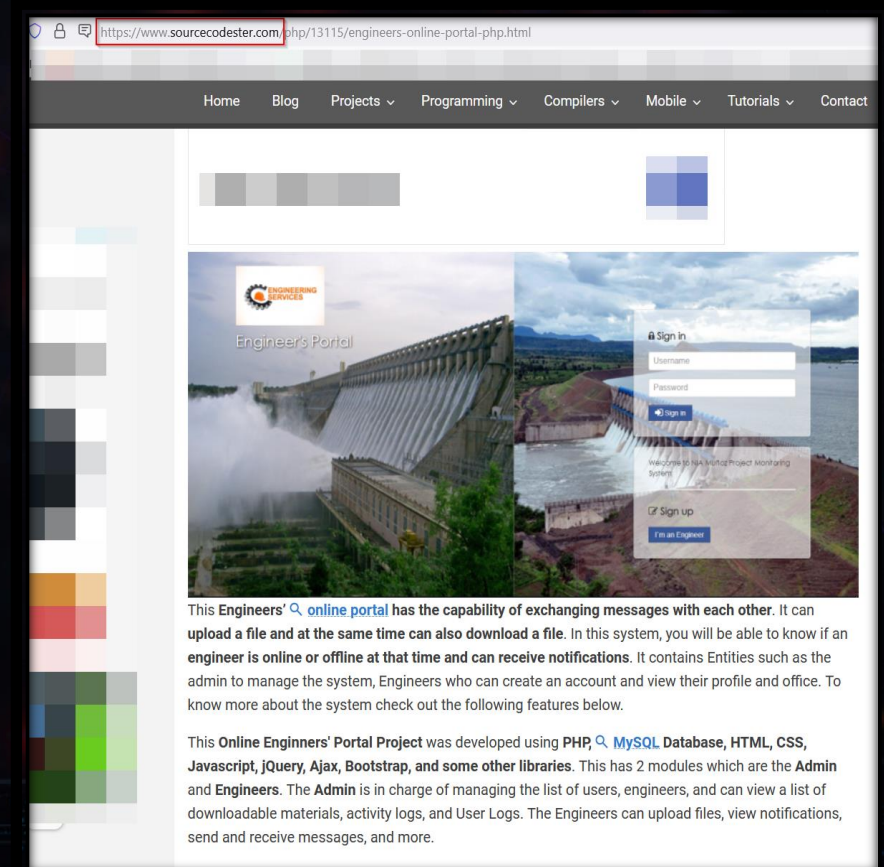 https://www.sourcecodester.com/php/13115/engineers-online-portal-php.html
Home Blog Projects Programming Compilers Mobile Tutorials Contact
ENGINEERING
SERVICES
Engineer's Portal
Sign in
Username
Password
Sign in
Welcome to NIA Muñoz Project Monitoring
System
Sign up
I'm an Engineer
This Engineers' online portal has the capability of exchanging messages with each other. It can
upload a file and at the same time can also download a file. In this system, you will be able to know if an
engineer is online or offline at that time and can receive notifications. It contains Entities such as the
admin to manage the system, Engineers who can create an account and view their profile and office. To
know more about the system check out the following features below.
This Online Enginners' Portal Project was developed using PHP, MySQL Database, HTML, CSS,
Javascript, jQuery, Ajax, Bootstrap, and some other libraries. This has 2 modules which are the Admin
and Engineers. The Admin is in charge of managing the list of users, engineers, and can view a list of
downloadable materials, activity logs, and User Logs. The Engineers can upload files, view notifications,
send and receive messages, and more.